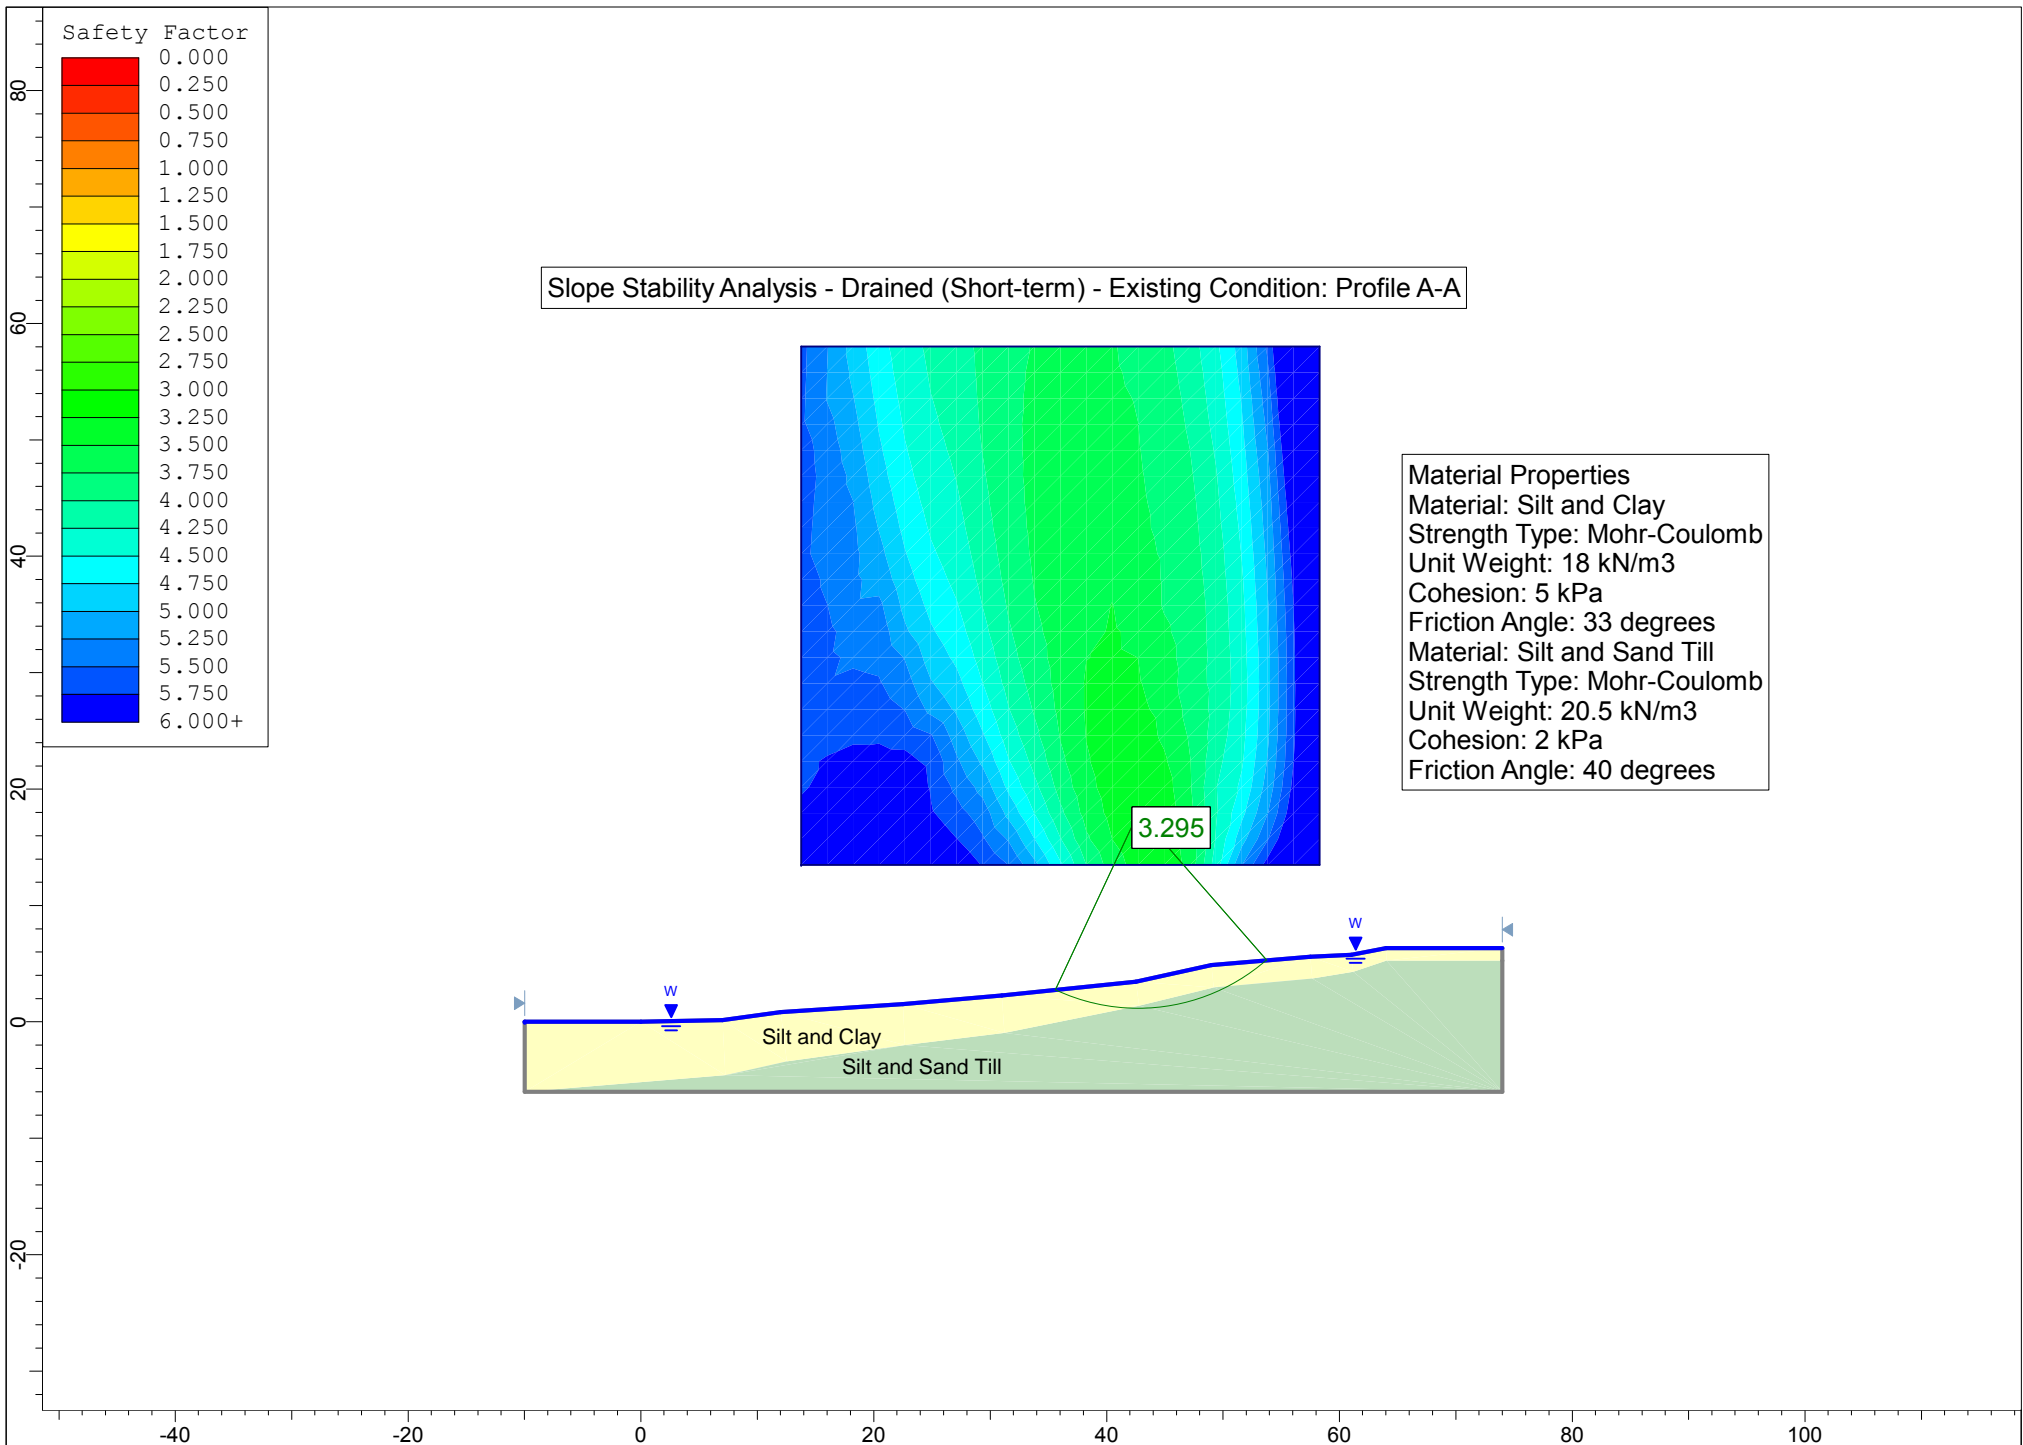 Safety Factor
0.000
0.250
0.500
0.750
1.000
1.250
1.500
1.750
2.000
2.250
2.500
2.750
3.000
3.250
3.500
3.750
4.000
4.250
4.500
4.750
5.000
5.250
5.500
5.750
6.000+
Slope Stability Analysis - Drained (Short-term) - Existing Condition: Profile A-A
Material Properties
Material: Silt and Clay
Strength Type: Mohr-Coulomb
Unit Weight: 18 kN/m3
Cohesion: 5 kPa
Friction Angle: 33 degrees
Material: Silt and Sand Till
Strength Type: Mohr-Coulomb
Unit Weight: 20.5 kN/m3
Cohesion: 2 kPa
Friction Angle: 40 degrees
3.295
W
W
Silt and Clay
Silt and Sand Till
80
60
40
20
0
-20
-40
-20
0
20
40
60
80
100